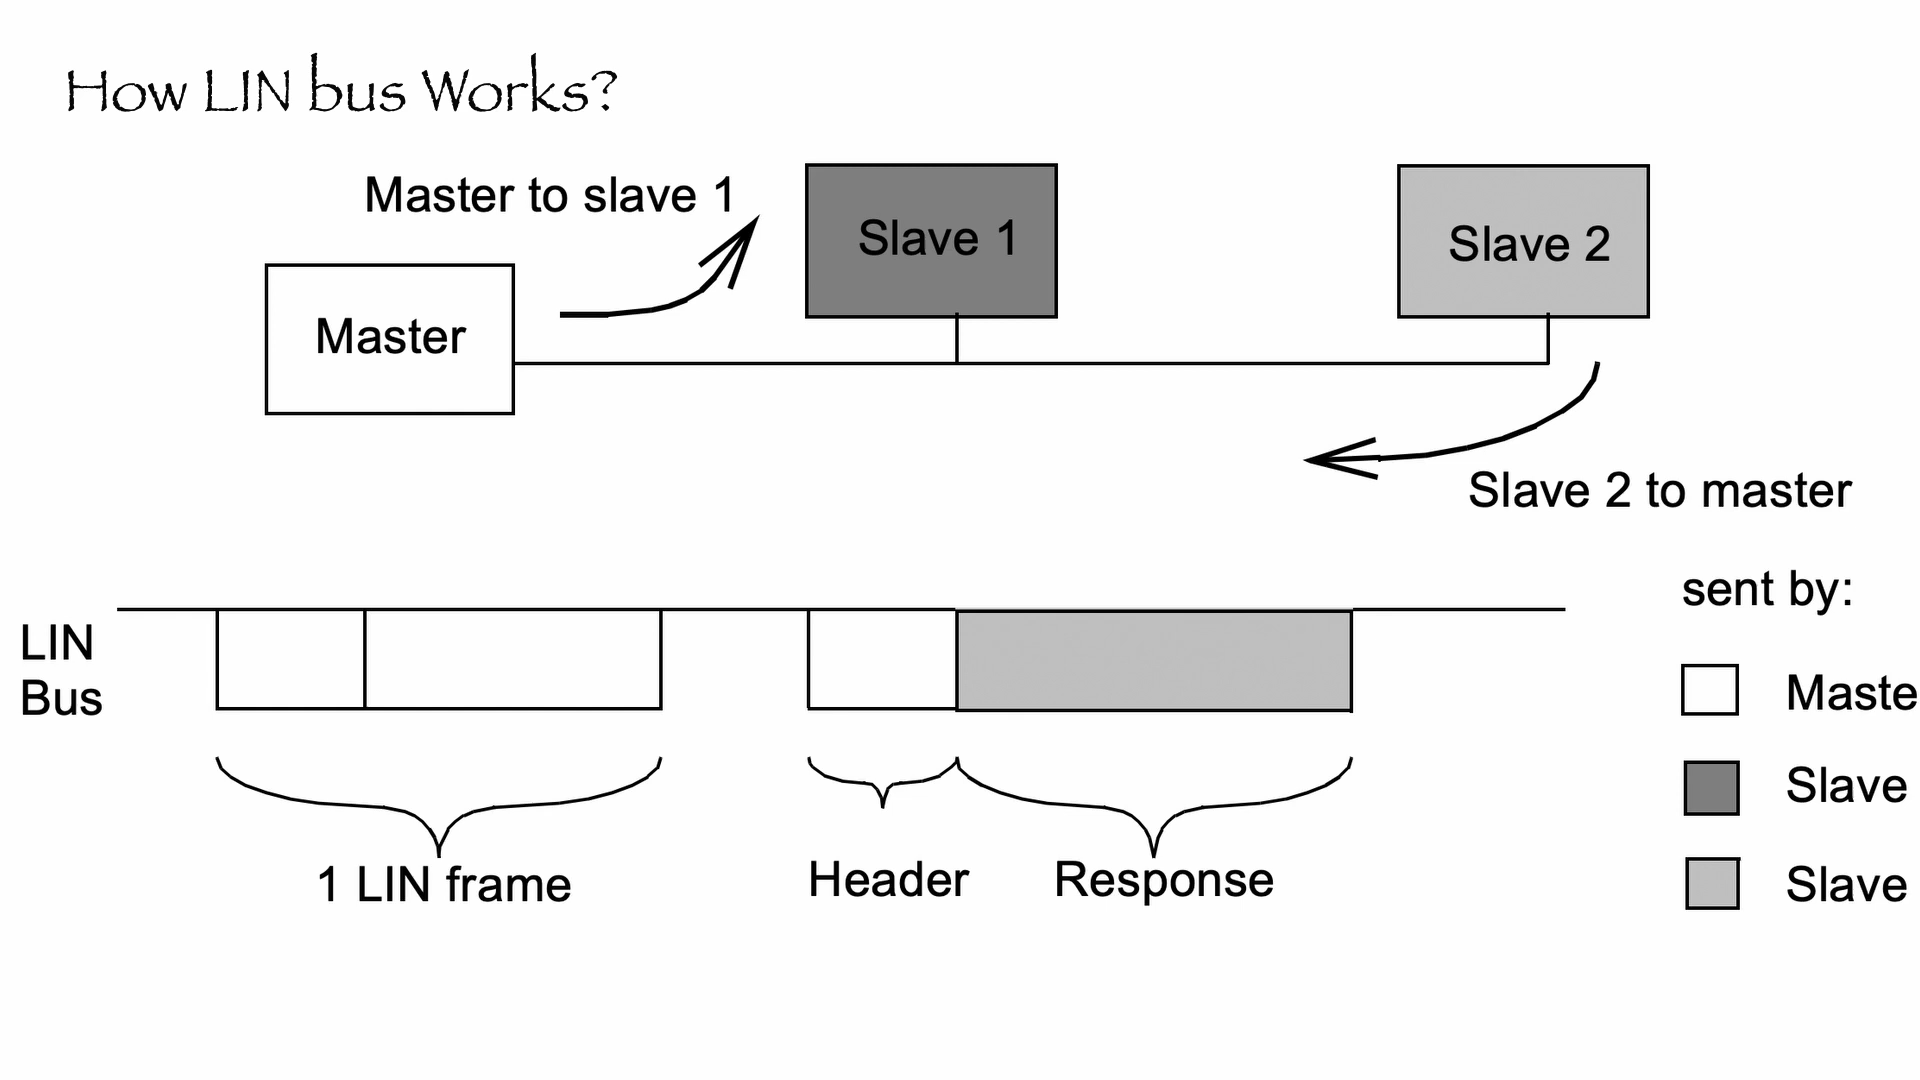 How LIN bus Works?
Master to slave 1
Slave 1
Slave 2
Master
Slave 2 to master
sent by:
LIN
Bus
Maste
Slave
Slave
1 LIN frame
Header
Response